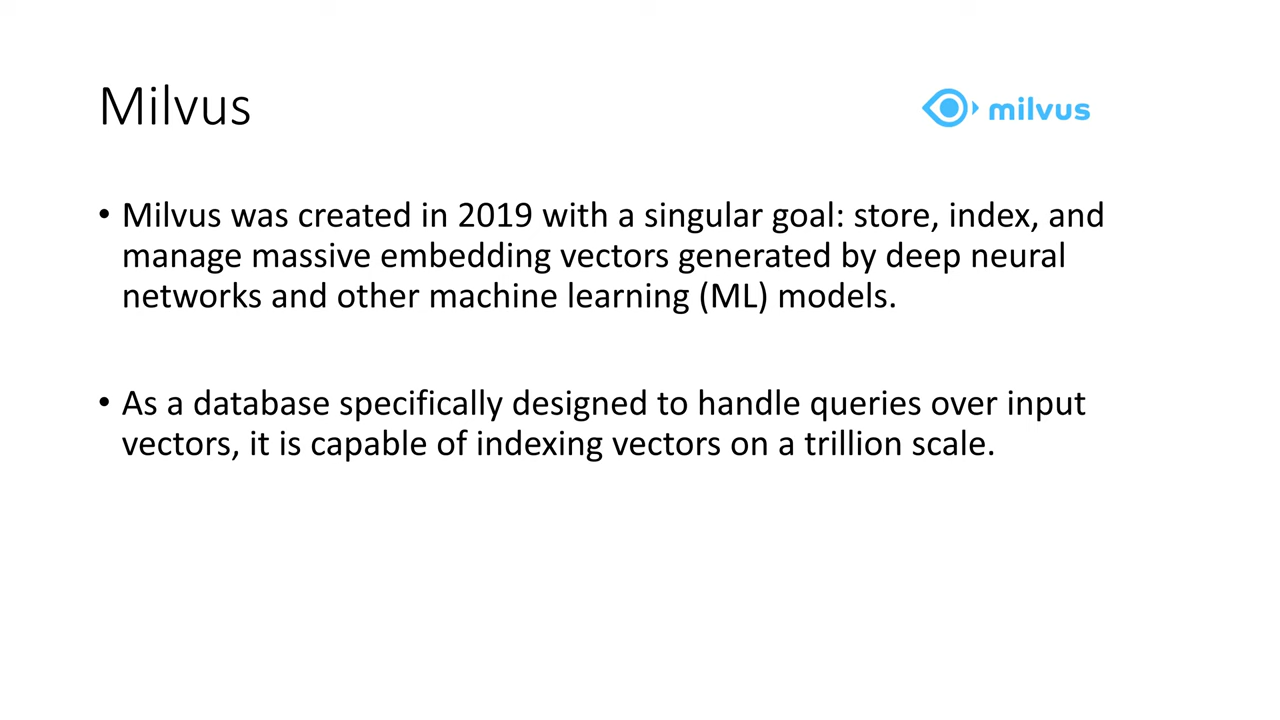 Milvus
milvus
• Milvus was created in 2019 with a singular goal: store, index, and
manage massive embedding vectors generated by deep neural
networks and other machine learning (ML) models.
• As a database specifically designed to handle queries over input
vectors, it is capable of indexing vectors on a trillion scale.